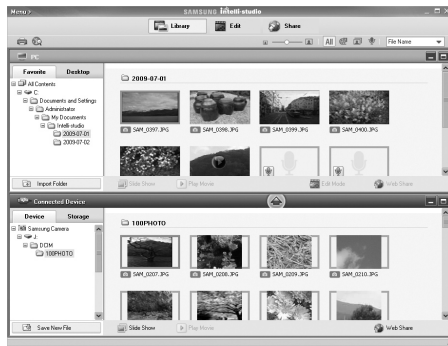 Menu >
SAMSUNG Intelli-studio
Library
Edit
Share
All
File Name
PC
Favorite
Desktop
All Contents
C:
Documents and Settings
Administrator
My Documents
Intelli-studio
2009-07-01
2009-07-02
Import Folder
2009-07-01
SAM_0397.JPG
SAM_0398.JPG
SAM_0399.JPG
SAM_0400.JPG
Slide Show
Play Movie
Edit Mode
Web Share
Connected Device
Device
Storage
Samsung Camera
J:
DCIM
100PHOTO
Save New File
100PHOTO
SAM_0207.JPG
SAM_0208.JPG
SAM_0209.JPG
SAM_0210.JPG
Slide Show
Play Movie
Web Share